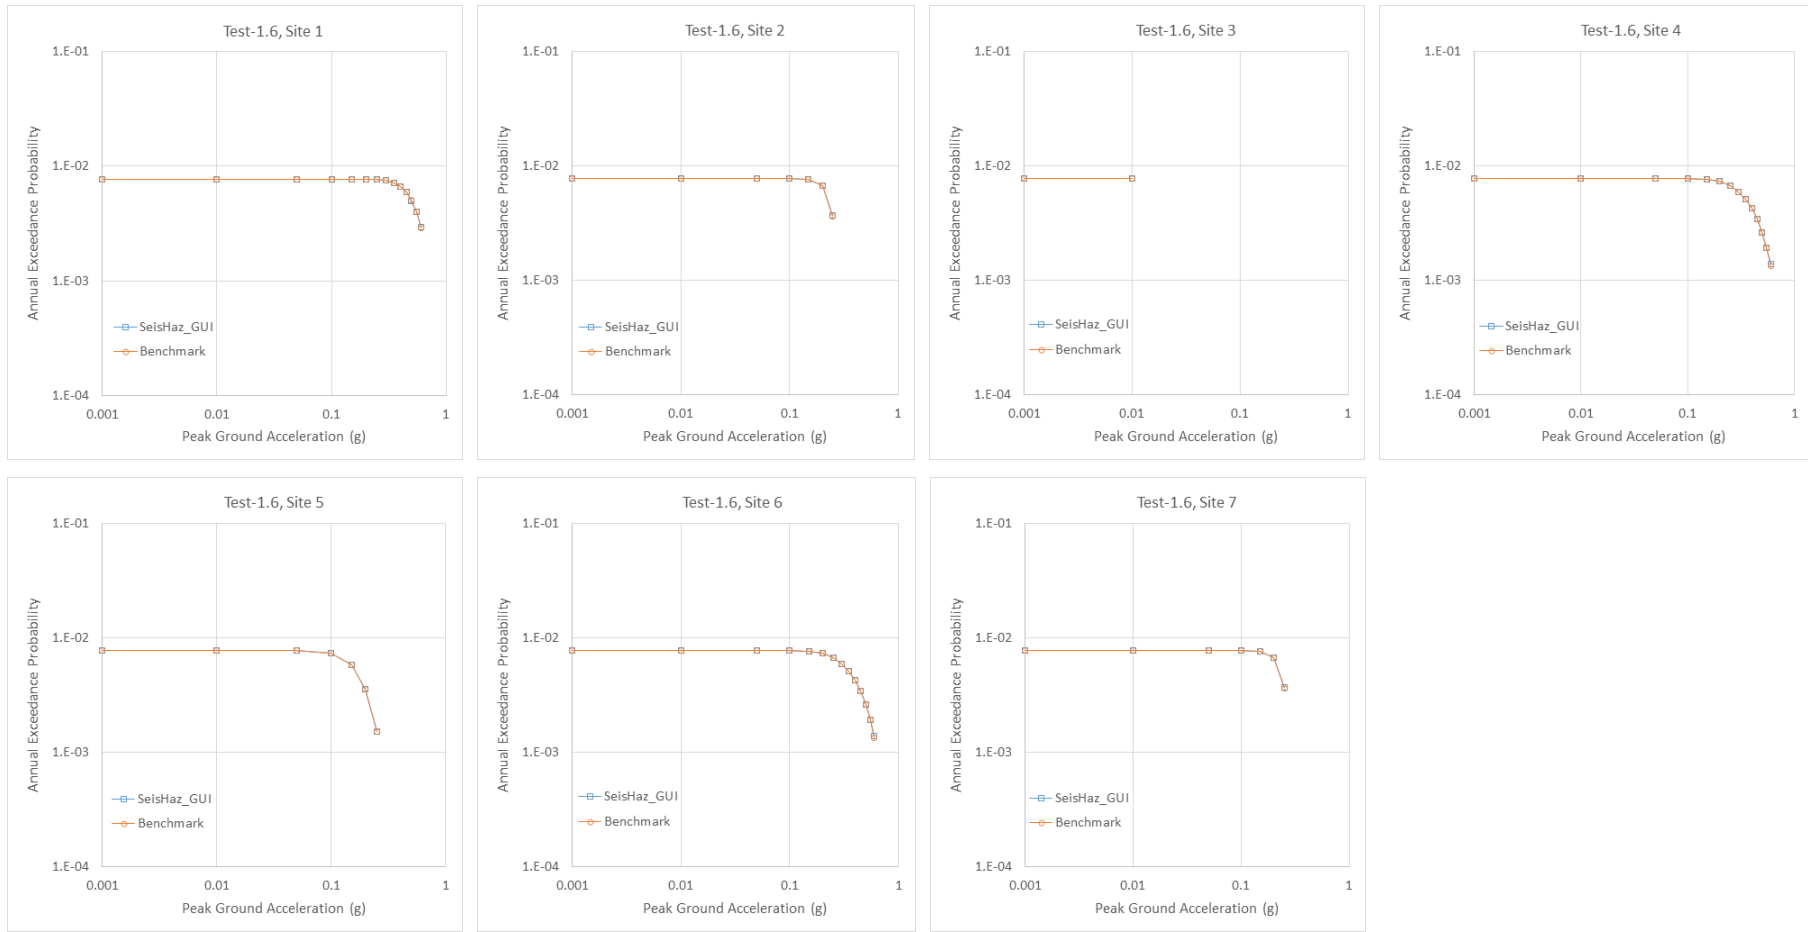 Test-1.6, Site 1
1.E-01
1.E-02
1.E-03
1.E-04
Annual Exceedance Probability
SeisHaz_GUI
Benchmark
0.001 0.01 0.1 1
Peak Ground Acceleration (g)
Test-1.6, Site 2
1.E-01
1.E-02
1.E-03
1.E-04
Annual Exceedance Probability
SeisHaz_GUI
Benchmark
0.001 0.01 0.1 1
Peak Ground Acceleration (g)
Test-1.6, Site 3
1.E-01
1.E-02
1.E-03
1.E-04
Annual Exceedance Probability
SeisHaz_GUI
Benchmark
0.001 0.01 0.1 1
Peak Ground Acceleration (g)
Test-1.6, Site 4
1.E-01
1.E-02
1.E-03
1.E-04
Annual Exceedance Probability
SeisHaz_GUI
Benchmark
0.001 0.01 0.1 1
Peak Ground Acceleration (g)
Test-1.6, Site 5
1.E-01
1.E-02
1.E-03
1.E-04
Annual Exceedance Probability
SeisHaz_GUI
Benchmark
0.001 0.01 0.1 1
Peak Ground Acceleration (g)
Test-1.6, Site 6
1.E-01
1.E-02
1.E-03
1.E-04
Annual Exceedance Probability
SeisHaz_GUI
Benchmark
0.001 0.01 0.1 1
Peak Ground Acceleration (g)
Test-1.6, Site 7
1.E-01
1.E-02
1.E-03
1.E-04
Annual Exceedance Probability
SeisHaz_GUI
Benchmark
0.001 0.01 0.1 1
Peak Ground Acceleration (g)